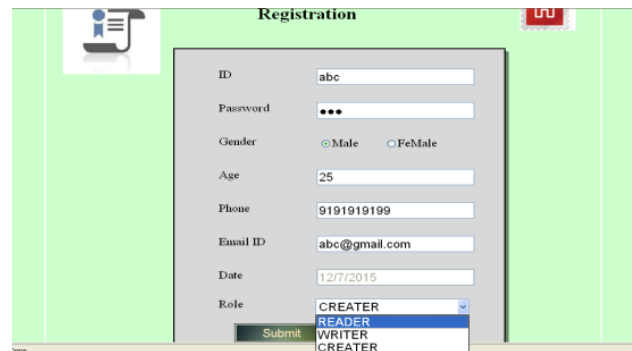 Registration
ID abc
Password •••
Gender Male FeMale
Age 25
Phone 9191919199
Email ID abc@gmail.com
Date 12/7/2015
Role CREATER
READER
Submit WRITER
CREATER